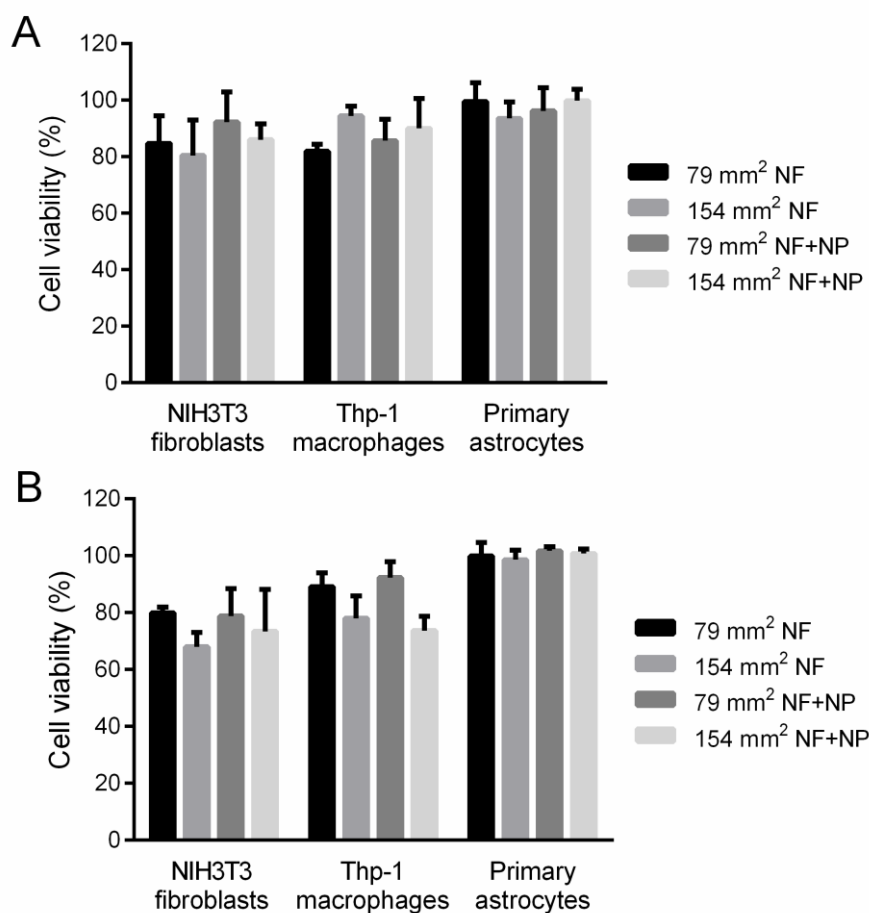 A
120
100
80
60
40
20
0
Cell viability (%)
NIH3T3
fibroblasts
Thp-1
macrophages
Primary
astrocytes
79 mm² NF
154 mm² NF
79 mm² NF+NP
154 mm² NF+NP
B
120
100
80
60
40
20
0
Cell viability (%)
NIH3T3
fibroblasts
Thp-1
macrophages
Primary
astrocytes
79 mm² NF
154 mm² NF
79 mm² NF+NP
154 mm² NF+NP